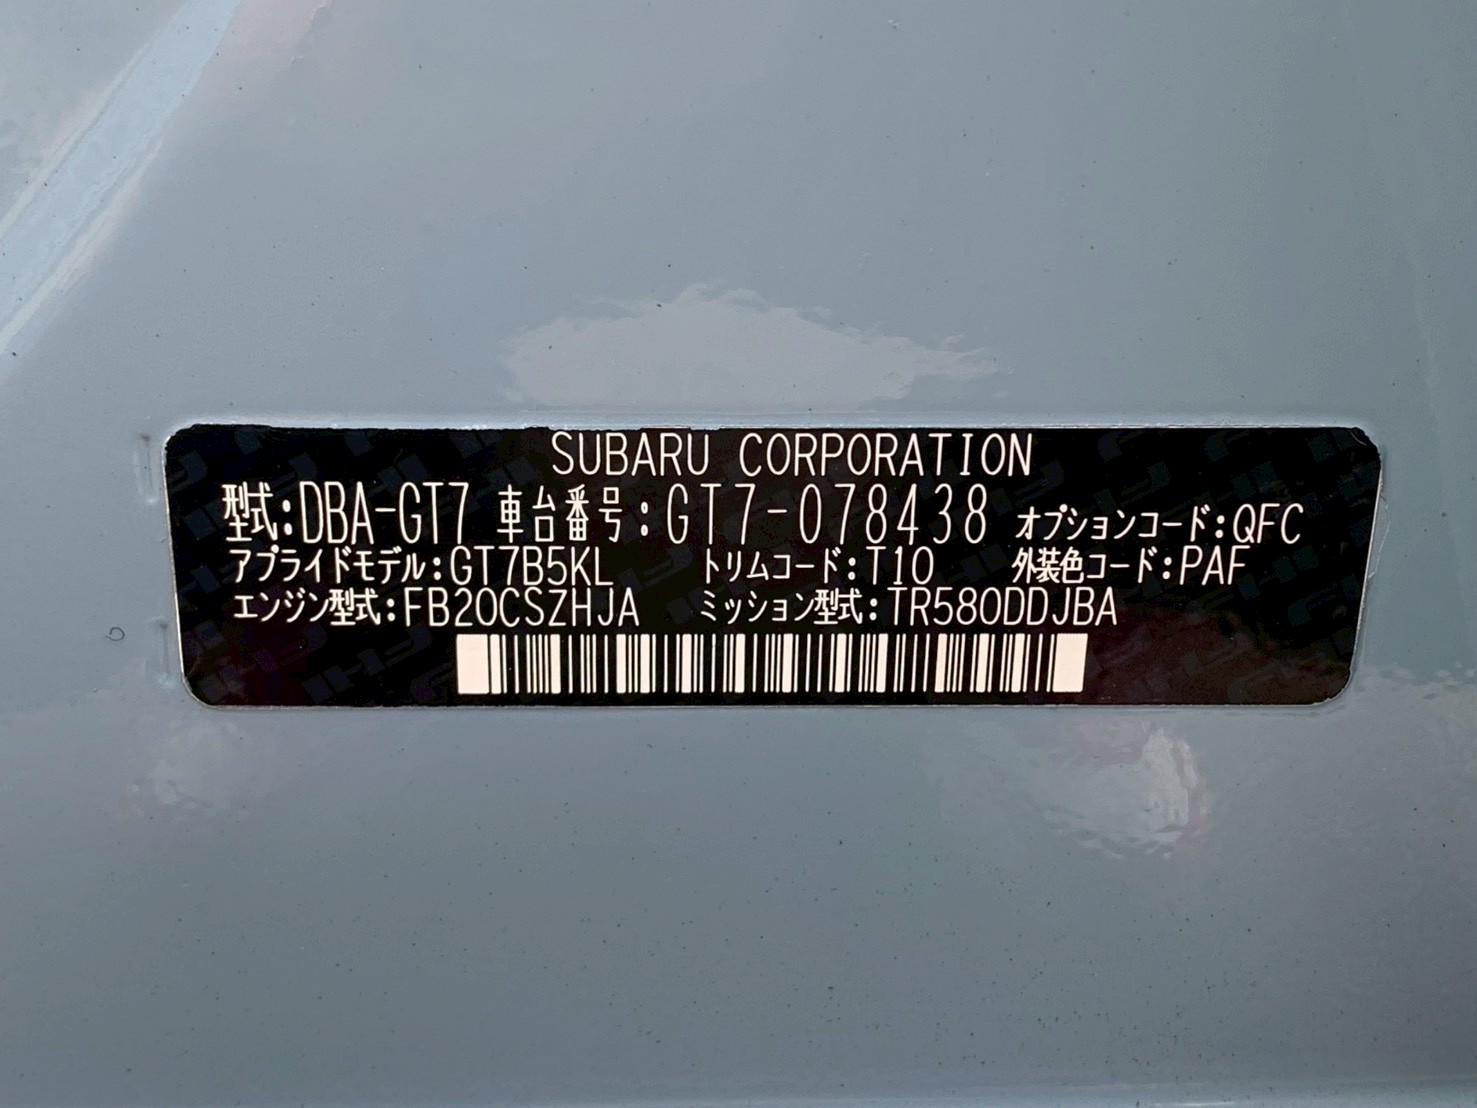 SUBARU CORPORATION
型式:DBA-GT7 車台番号:GT7-078438 オプションコード:QFC
アプライドモデル:GT7B5KL トリムコード:T10 外装色コード:PAF
エンジン型式:FB20CSZHJA ミッション型式:TR580DDJBA